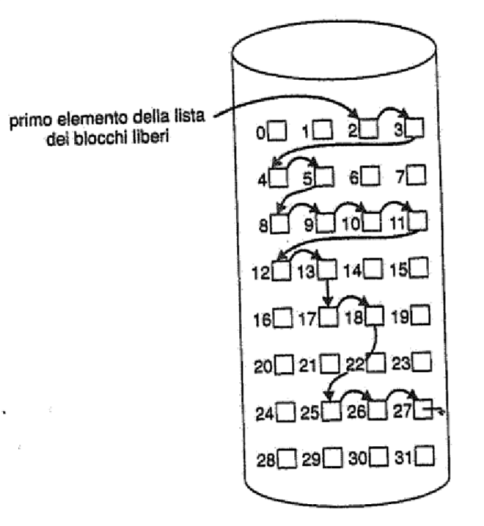 primo elemento della lista
dei blocchi liberi
0 1 2 3
4 5 6 7
8 9 10 11
12 13 14 15
16 17 18 19
20 21 22 23
24 25 26 27
28 29 30 31